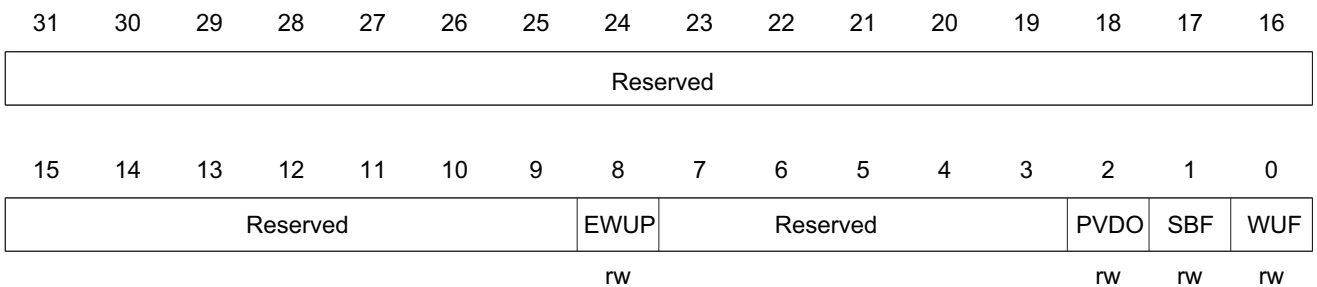 31 30 29 28 27 26 25 24 23 22 21 20 19 18 17 16
Reserved
15 14 13 12 11 10 9 8 7 6 5 4 3 2 1 0
Reserved EWUP Reserved PVDO SBF WUF
rw rw rw rw